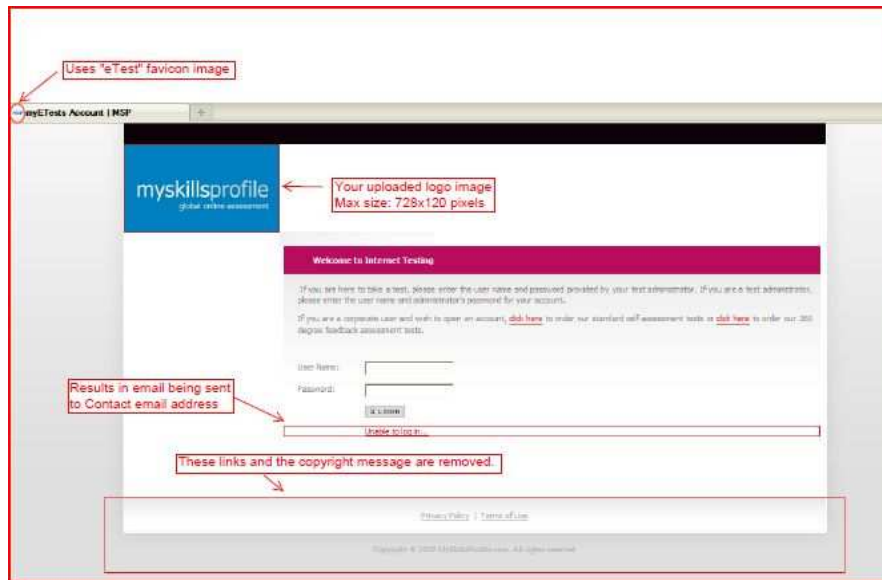 Uses "eTest" favicon image
myETests Account | MSP
myskillsprofile
global online assessment
Your uploaded logo image
Max size: 728x120 pixels
Welcome to Internet Testing
If you are here to take a test, please enter the user name and password provided by your test administrator. If you are a test administrator,
please enter the user name and administrator's password for your account.
If you are a corporate user and wish to open an account, click here to order our standard self-assessment tests or click here to order our 360
degree feedback assessment tests.
User Name:
Password:
Results in email being sent
to Contact email address
Unable to log in...
These links and the copyright message are removed.
Privacy Policy | Terms of Use
Copyright © MySkillsProfile.com. All rights reserved